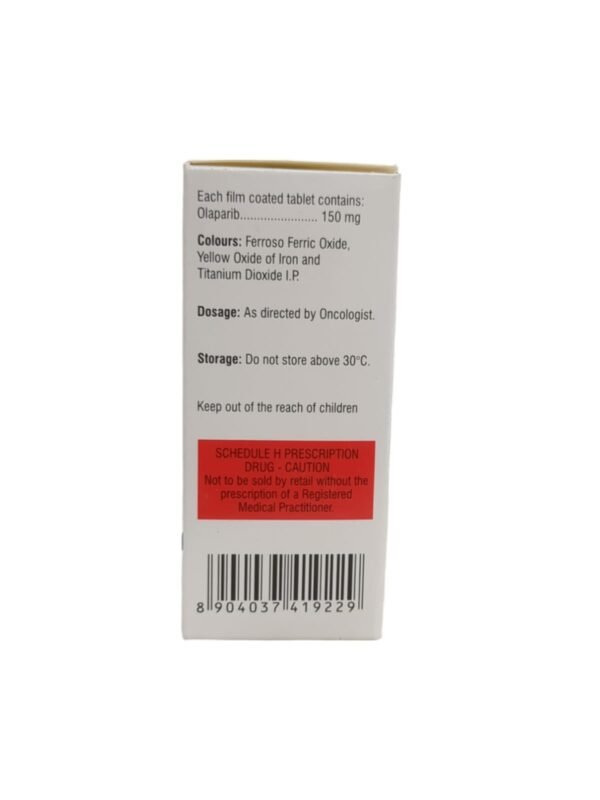 Each film coated tablet contains:
Olaparib....................... 150 mg
Colours: Ferroso Ferric Oxide,
Yellow Oxide of Iron and
Titanium Dioxide I.P.
Dosage: As directed by Oncologist.
Storage: Do not store above 30°C.
Keep out of the reach of children
SCHEDULE H PRESCRIPTION
DRUG - CAUTION
Not to be sold by retail without the
prescription of a Registered
Medical Practitioner.
8 904037 419229